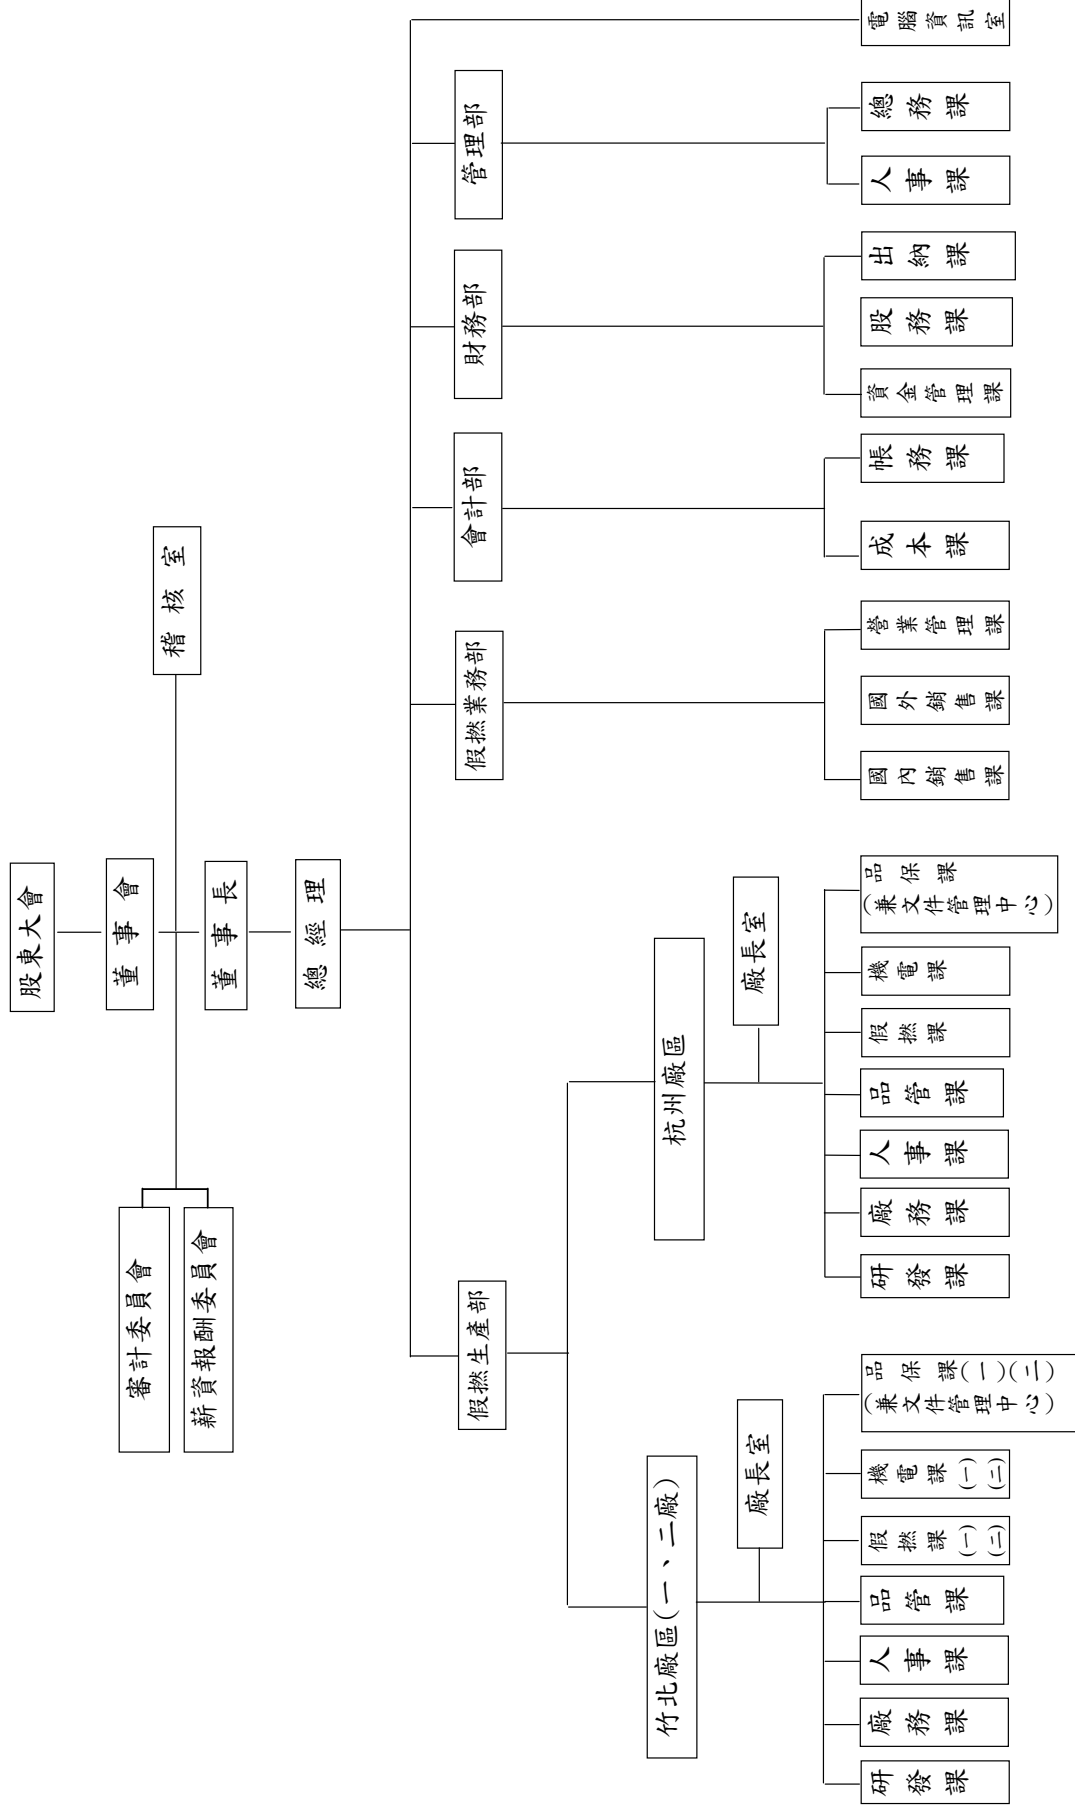 股東大會
董事會
稽核室
審計委員會
薪資報酬委員會
董事長
總經理
假撚生產部
假撚業務部
會計部
財務部
管理部
電腦資訊室
竹北廠區(一、二廠)
杭州廠區
廠長室
廠長室
研發課
廠務課
人事課
品管課
假撚課(一)(二)
機電課(一)(二)
品保課(一)(二)
(兼文件管理中心)
研發課
廠務課
人事課
品管課
假撚課
機電課
品保課
(兼文件管理中心)
國內銷售課
國外銷售課
營業管理課
成本課
帳務課
資金管理課
股務課
出納課
人事課
總務課